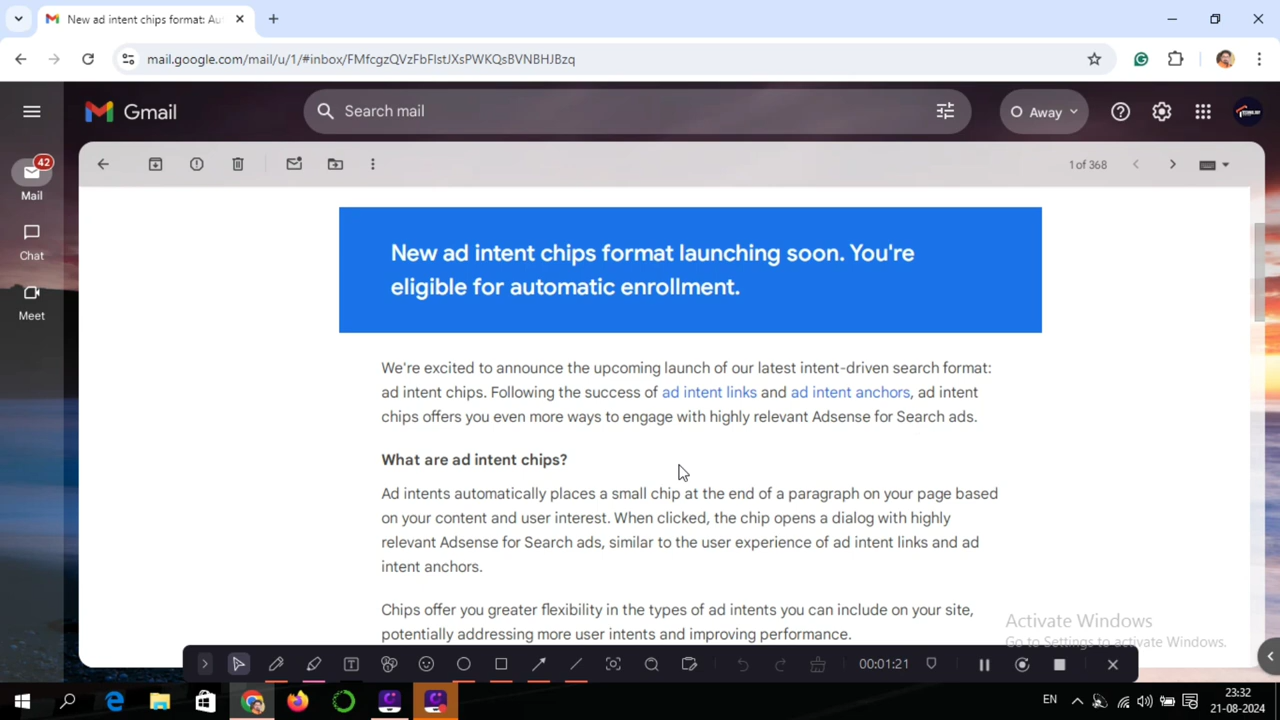 New ad intent chips format: Au
mail.google.com/mail/u/1/#inbox/FMfcgzQVzFbFlstJXsPWKQsBVNBHJBzq
Gmail
Search mail
Away
42
Mail
Chat
Meet
1 of 368
New ad intent chips format launching soon. You're
eligible for automatic enrollment.
We're excited to announce the upcoming launch of our latest intent-driven search format:
ad intent chips. Following the success of ad intent links and ad intent anchors, ad intent
chips offers you even more ways to engage with highly relevant Adsense for Search ads.
What are ad intent chips?
Ad intents automatically places a small chip at the end of a paragraph on your page based
on your content and user interest. When clicked, the chip opens a dialog with highly
relevant Adsense for Search ads, similar to the user experience of ad intent links and ad
intent anchors.
Chips offer you greater flexibility in the types of ad intents you can include on your site,
potentially addressing more user intents and improving performance.
Activate Windows
Go to Settings to activate Windows.
00:01:21
EN
23:32
21-08-2024